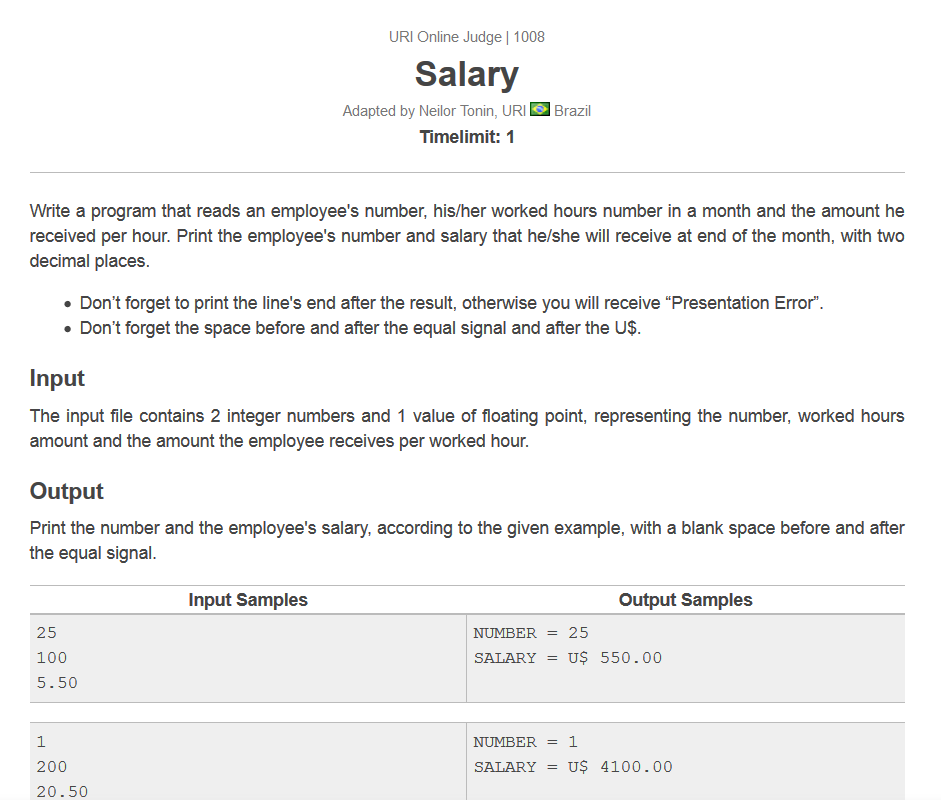 URI Online Judge | 1008
Salary
Adapted by Neilor Tonin, URI Brazil
Timelimit: 1
Write a program that reads an employee's number, his/her worked hours number in a month and the amount he
received per hour. Print the employee's number and salary that he/she will receive at end of the month, with two
decimal places.
• Don’t forget to print the line's end after the result, otherwise you will receive “Presentation Error”.
• Don’t forget the space before and after the equal signal and after the U$.
Input
The input file contains 2 integer numbers and 1 value of floating point, representing the number, worked hours
amount and the amount the employee receives per worked hour.
Output
Print the number and the employee's salary, according to the given example, with a blank space before and after
the equal signal.
Input Samples Output Samples
25 NUMBER = 25
100 SALARY = U$ 550.00
5.50
1 NUMBER = 1
200 SALARY = U$ 4100.00
20.50